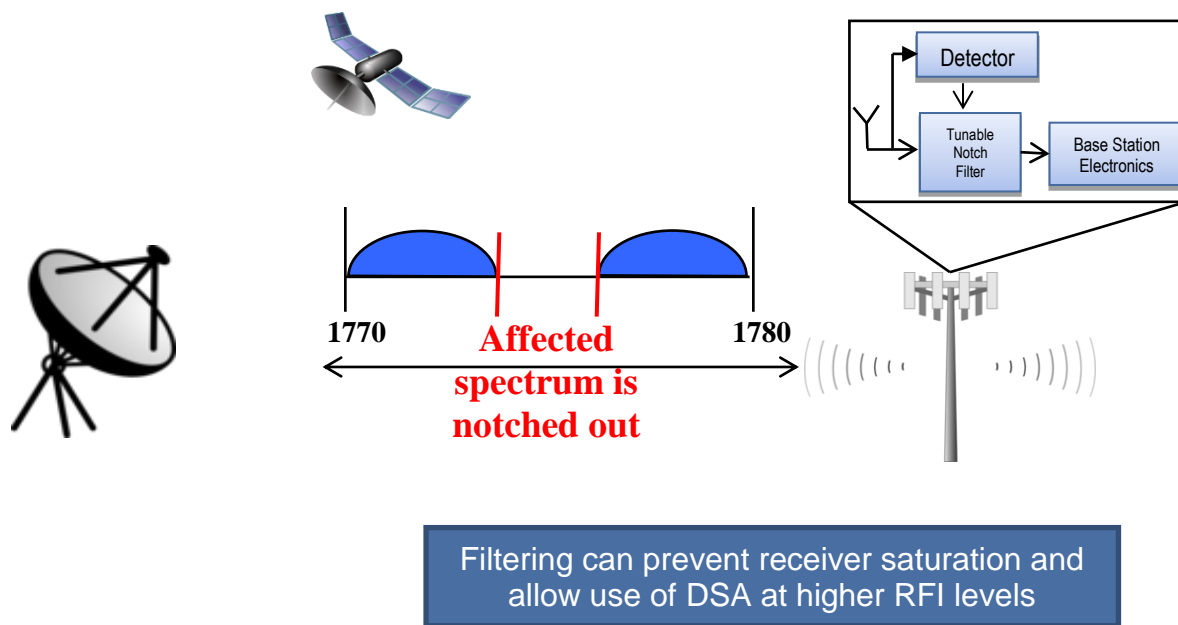 Detector
Tunable
Notch
Filter
Base Station
Electronics
1770
1780
Affected
spectrum is
notched out
Filtering can prevent receiver saturation and
allow use of DSA at higher RFI levels